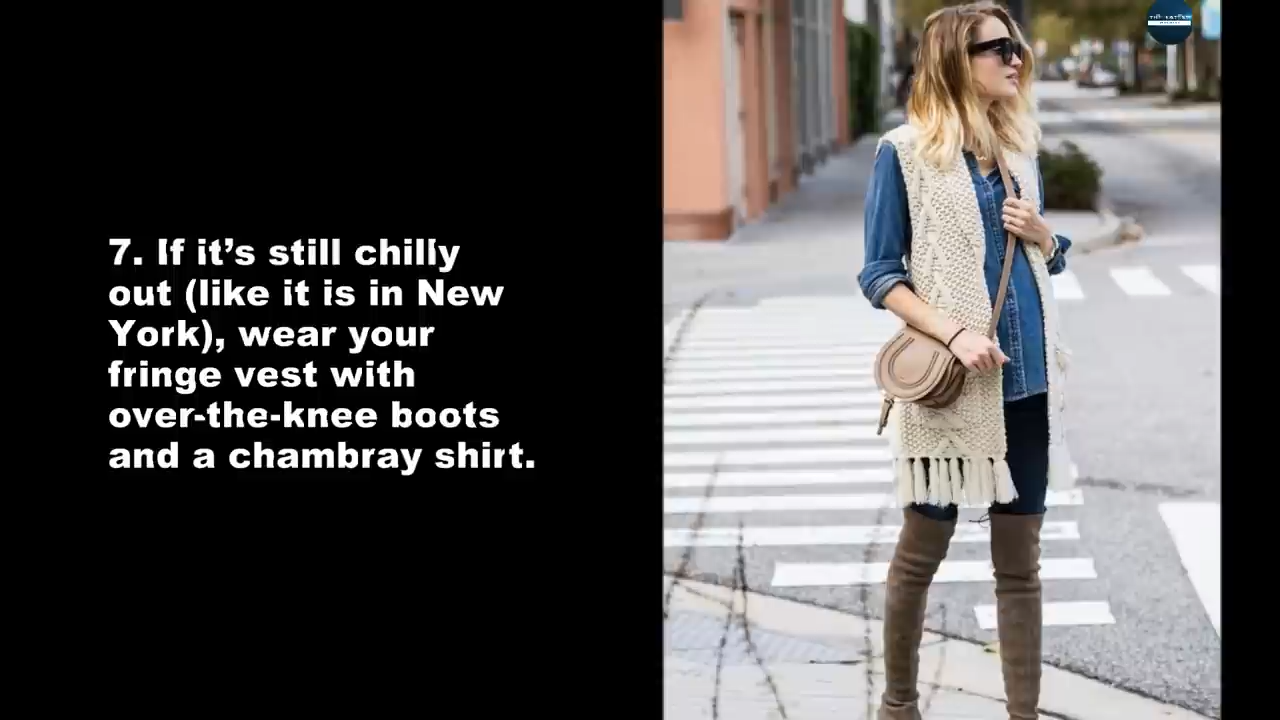 7. If it’s still chilly
out (like it is in New
York), wear your
fringe vest with
over-the-knee boots
and a chambray shirt.